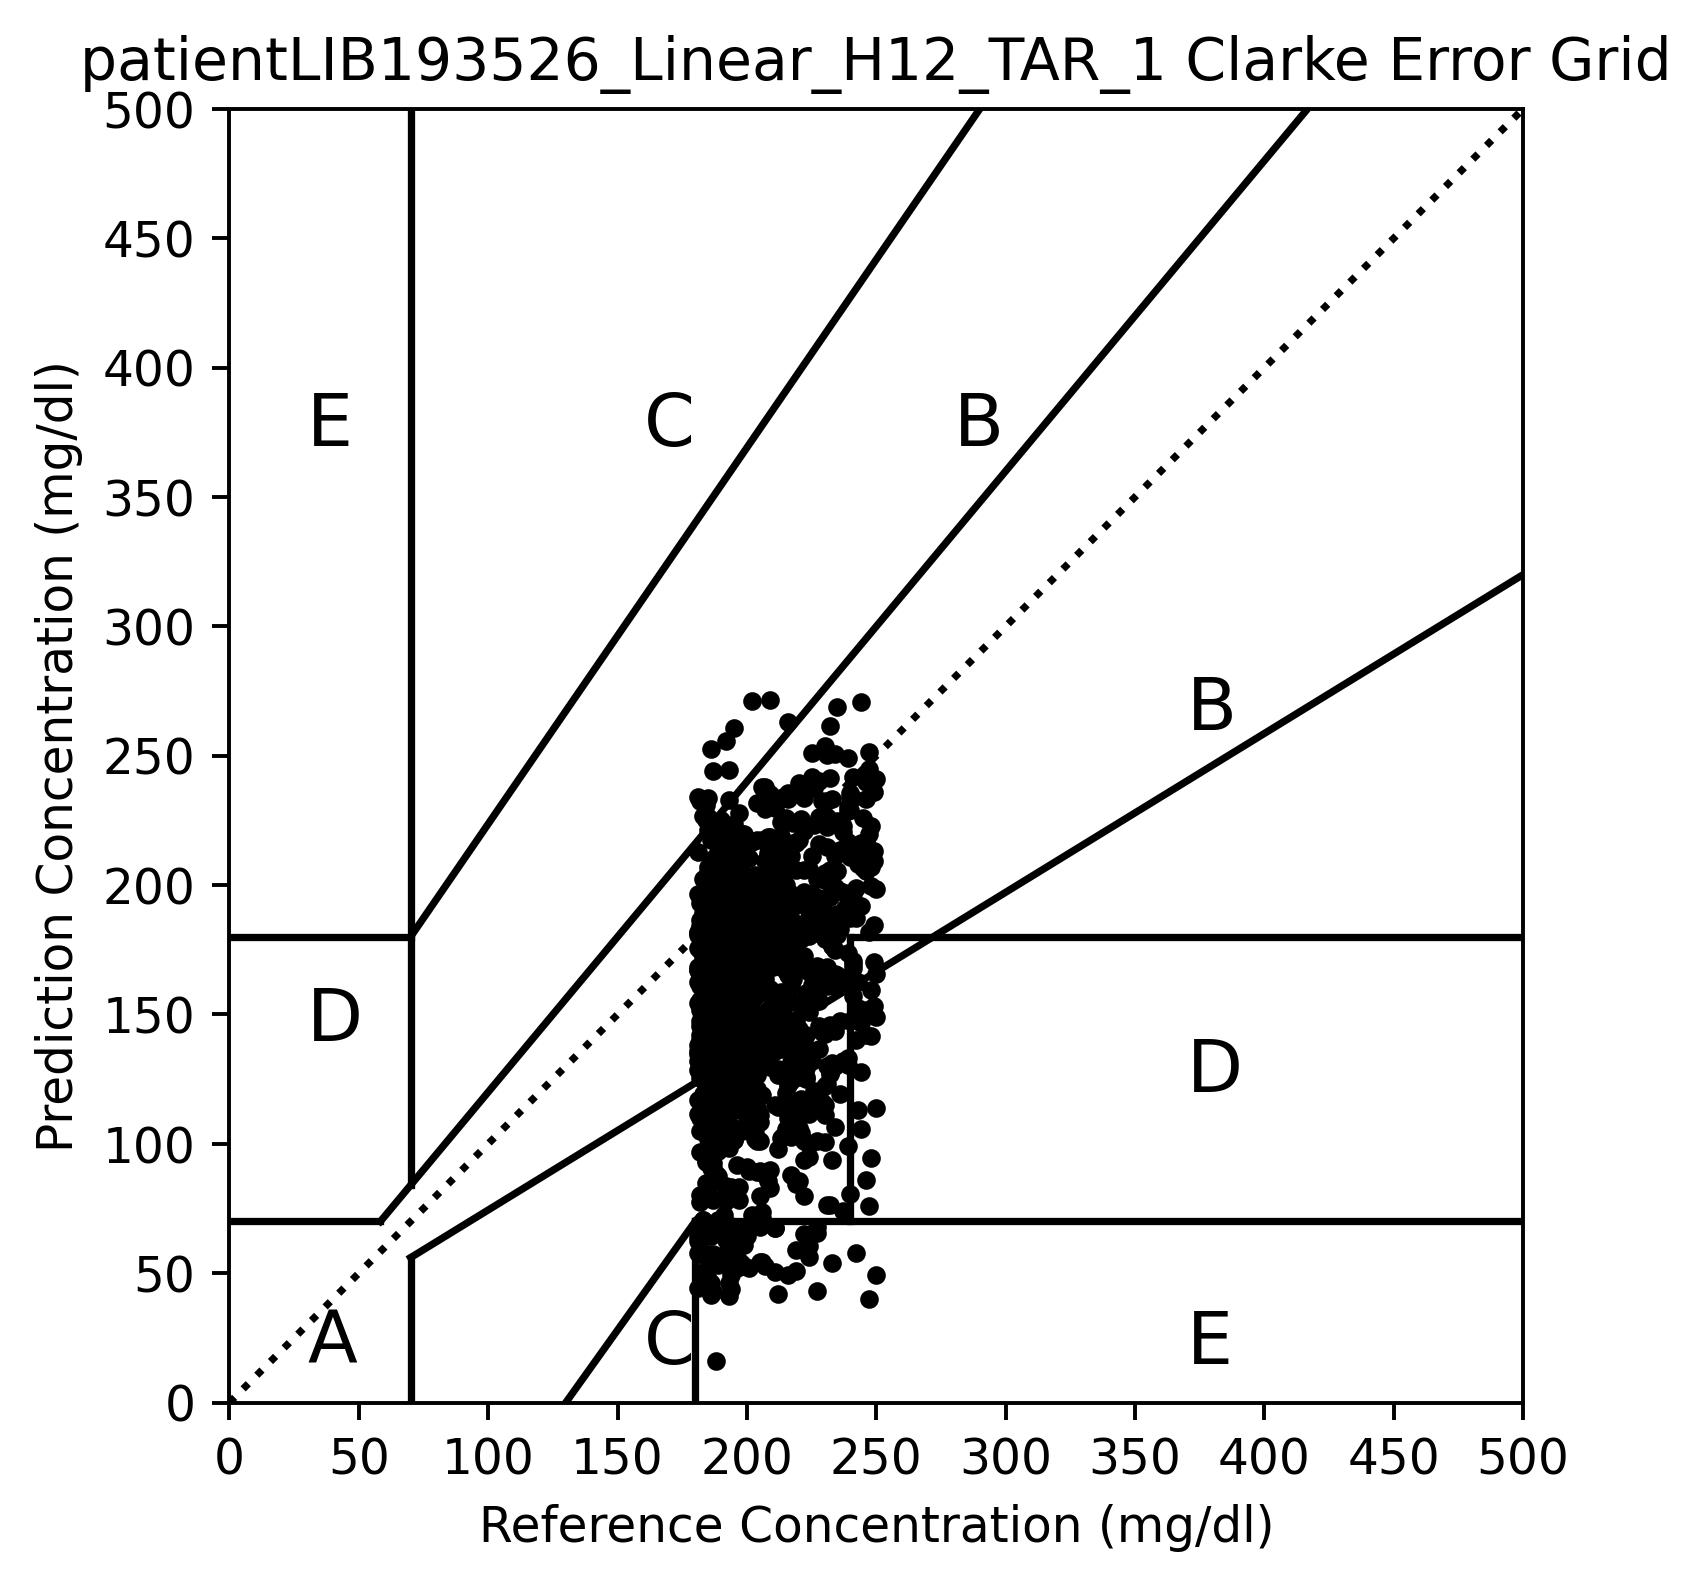 patientLIB193526_Linear_H12_TAR_1 Clarke Error Grid
Prediction Concentration (mg/dl)
500
450
400
350
300
250
200
150
100
50
0
E
C
B
B
D
D
A
C
E
0 50 100 150 200 250 300 350 400 450 500
Reference Concentration (mg/dl)